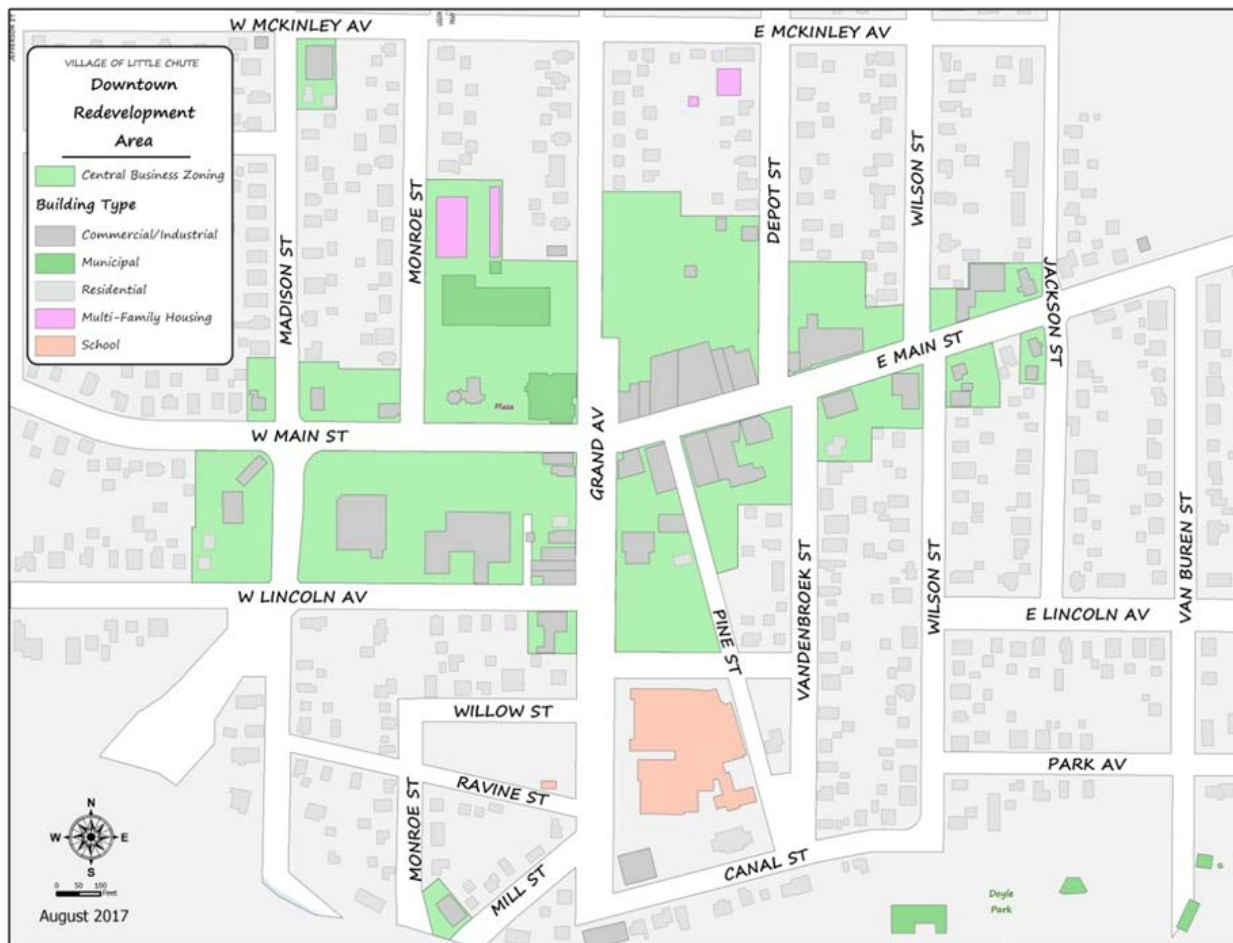 W MCKINLEY AV
E MCKINLEY AV
VILLAGE OF LITTLE CHUTE
Downtown
Redevelopment
Area
Central Business Zoning
Building Type
Commercial/Industrial
Municipal
Residential
Multi-Family Housing
School
MADISON ST
MONROE ST
DEPOT ST
WILSON ST
JACKSON ST
E MAIN ST
Plaza
W MAIN ST
GRAND AV
VAN BUREN ST
W LINCOLN AV
PINE ST
VANDENBROEK ST
WILSON ST
E LINCOLN AV
WILLOW ST
RAVINE ST
MONROE ST
MILL ST
CANAL ST
PARK AV
Doyle
Park
N
W E
S
0 50 100
Feet
August 2017